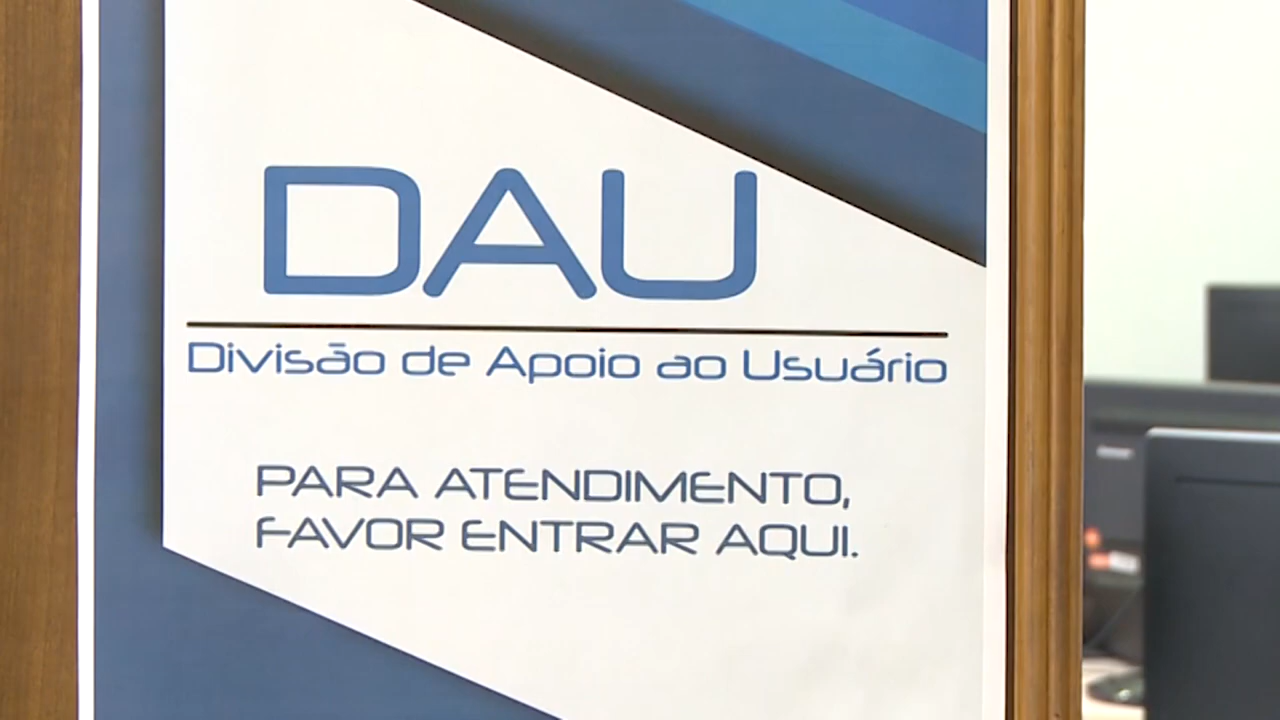 DAU
Divisão de Apoio ao Usuário
PARA ATENDIMENTO,
FAVOR ENTRAR AQUI.